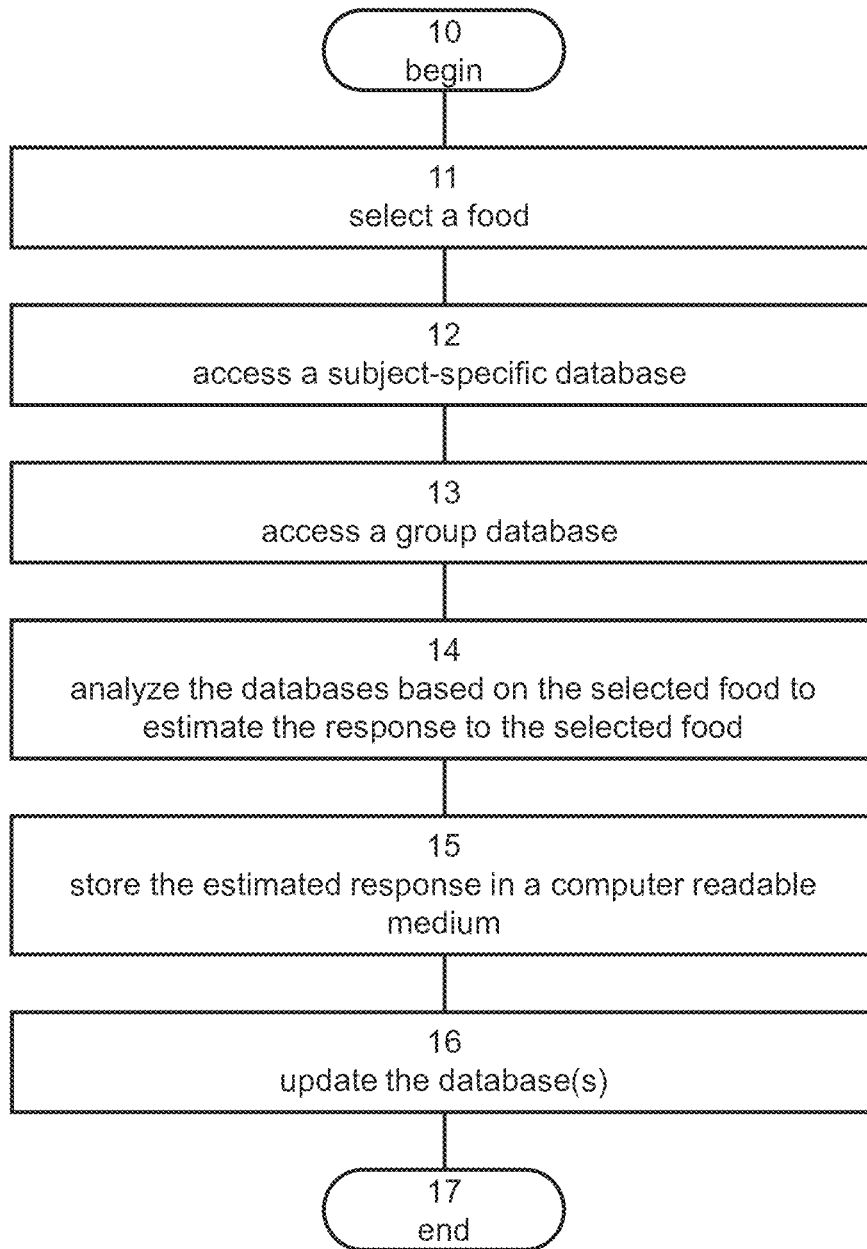 10
begin
11
select a food
12
access a subject-specific database
13
access a group database
14
analyze the databases based on the selected food to
estimate the response to the selected food
15
store the estimated response in a computer readable
medium
16
update the database(s)
17
end